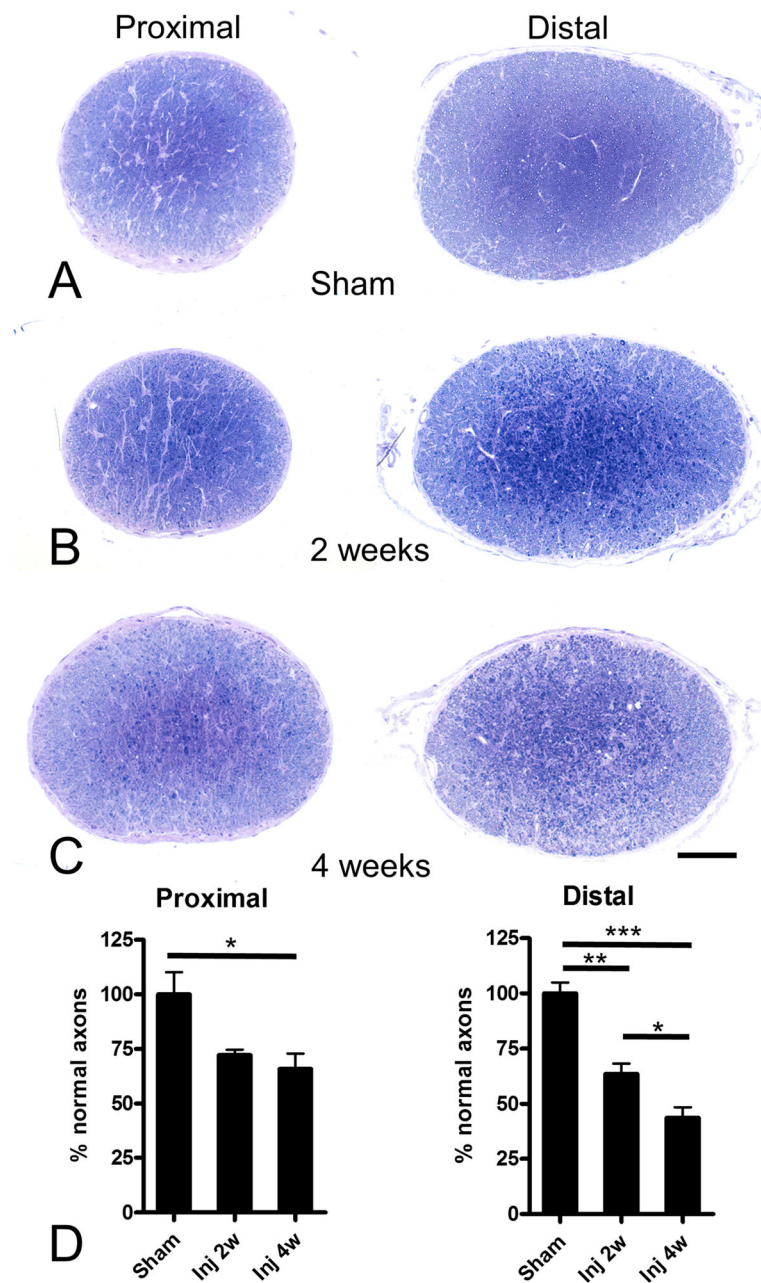 Proximal
Distal
A
Sham
B
2 weeks
C
4 weeks
Proximal
% normal axons
125
100
75
50
25
0
*
Sham
Inj 2w
Inj 4w
Distal
% normal axons
125
100
75
50
25
0
***
**
*
Sham
Inj 2w
Inj 4w
D